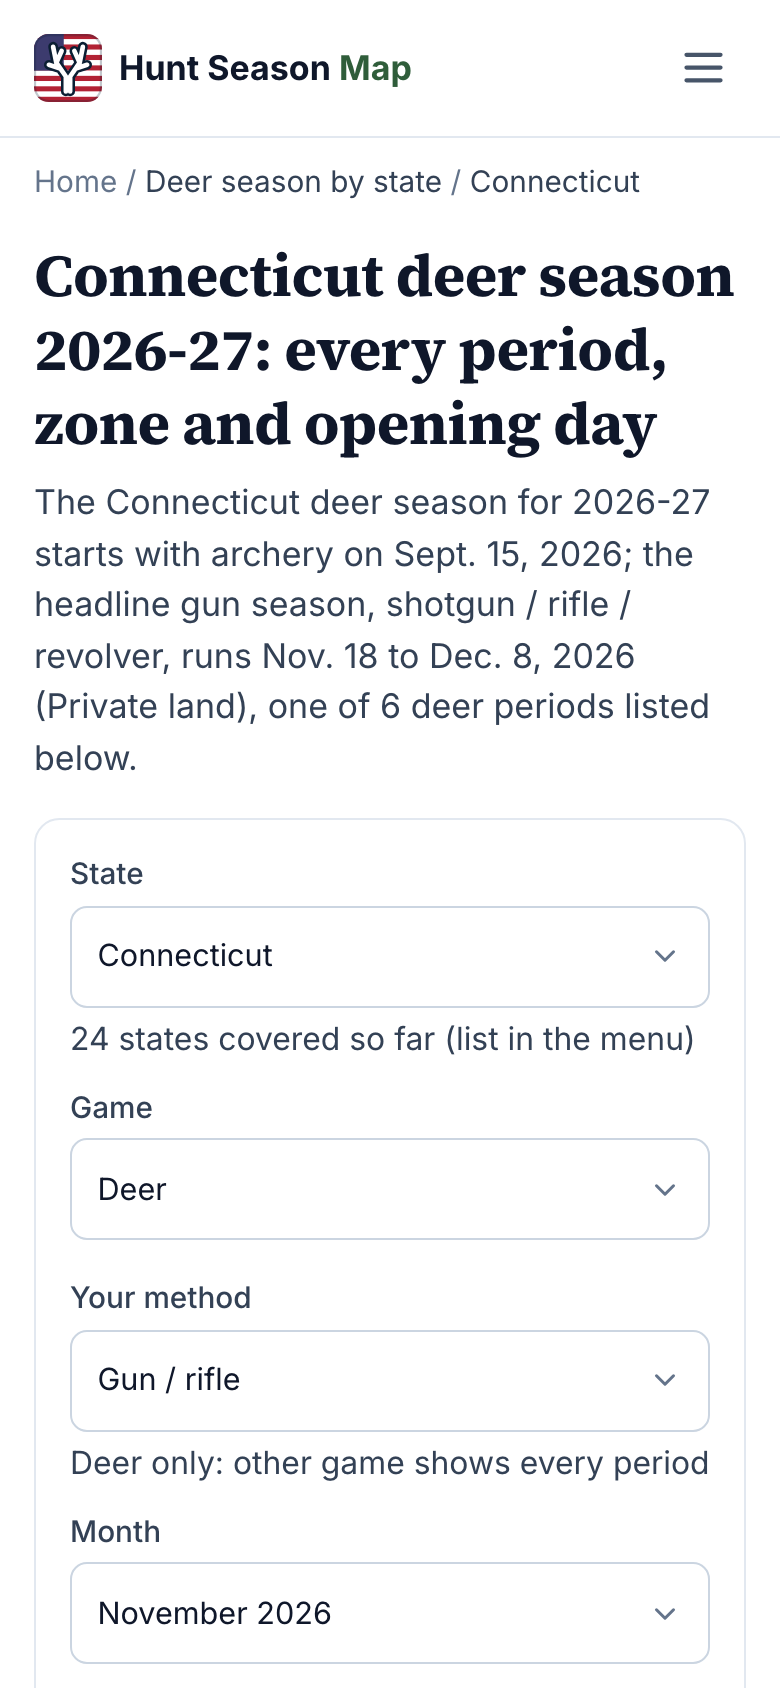 Hunt Season Map
Home / Deer season by state / Connecticut
Connecticut deer season
2026-27: every period,
zone and opening day
The Connecticut deer season for 2026-27
starts with archery on Sept. 15, 2026; the
headline gun season, shotgun / rifle /
revolver, runs Nov. 18 to Dec. 8, 2026
(Private land), one of 6 deer periods listed
below.
State
Connecticut
24 states covered so far (list in the menu)
Game
Deer
Your method
Gun / rifle
Deer only: other game shows every period
Month
November 2026